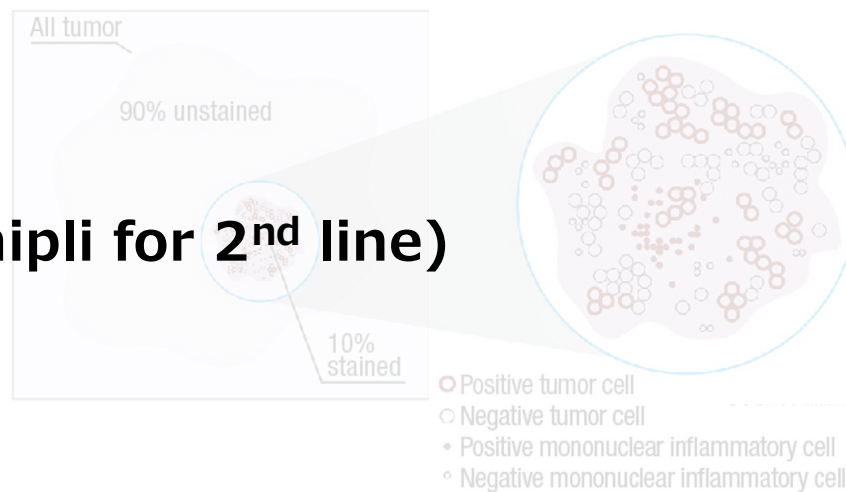 All tumor
90% unstained
nipli for 2nd line)
10%
stained
Positive tumor cell
Negative tumor cell
Positive mononuclear inflammatory cell
Negative mononuclear inflammatory cell